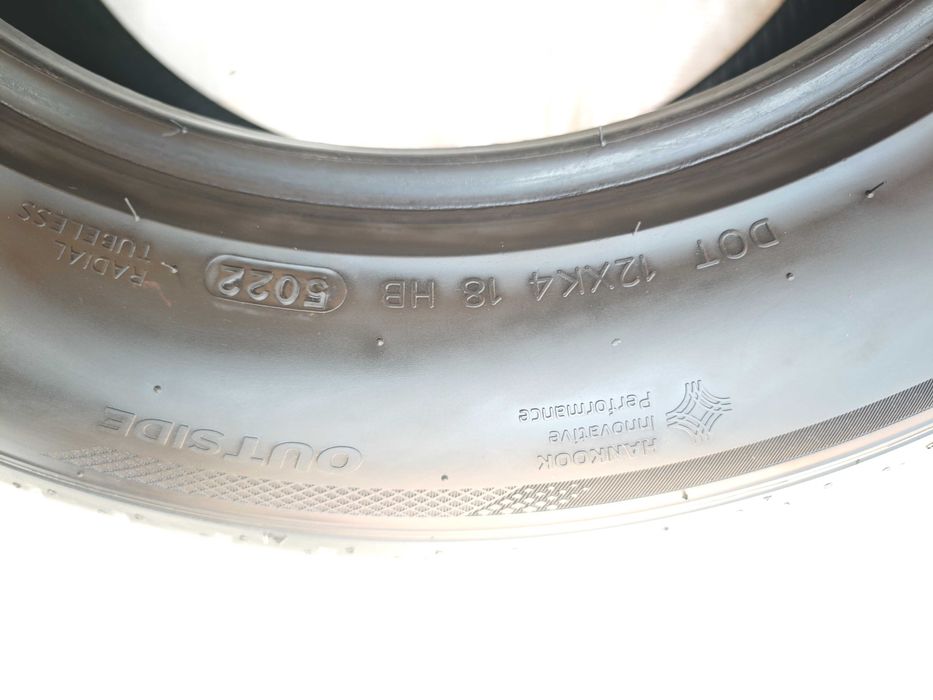 DOT 12XK4 18 HB 5022
RADIAL
TUBELESS
HANKOOK
Innovative
Performance
OUTSIDE